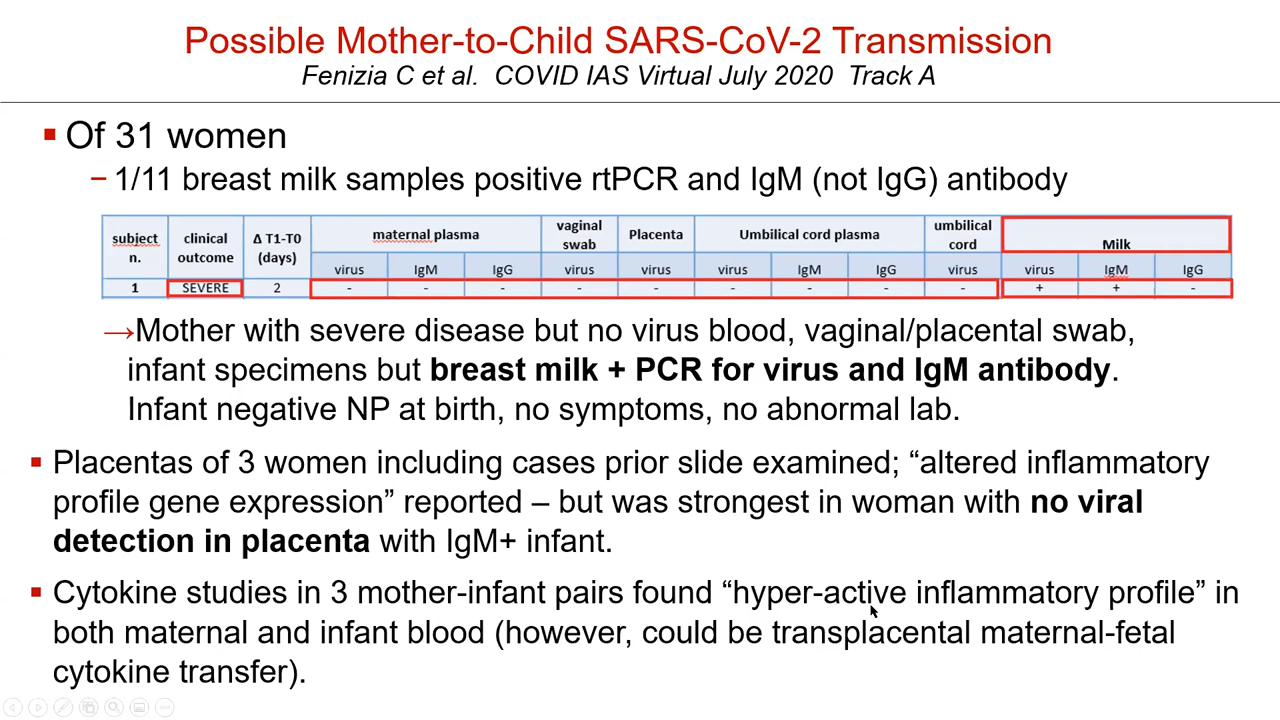 Possible Mother-to-Child SARS-CoV-2 Transmission
Fenizia C et al. COVID IAS Virtual July 2020 Track A
▪ Of 31 women
– 1/11 breast milk samples positive rtPCR and IgM (not IgG) antibody
subject n. clinical outcome Δ T1-T0 (days) maternal plasma vaginal swab Placenta Umbilical cord plasma umbilical cord Milk
virus IgM IgG virus virus virus IgM IgG virus virus IgM IgG
1 SEVERE 2 - - - - - - - - - + + -
→Mother with severe disease but no virus blood, vaginal/placental swab,
infant specimens but breast milk + PCR for virus and IgM antibody.
Infant negative NP at birth, no symptoms, no abnormal lab.
▪ Placentas of 3 women including cases prior slide examined; “altered inflammatory
profile gene expression” reported – but was strongest in woman with no viral
detection in placenta with IgM+ infant.
▪ Cytokine studies in 3 mother-infant pairs found “hyper-active inflammatory profile” in
both maternal and infant blood (however, could be transplacental maternal-fetal
cytokine transfer).